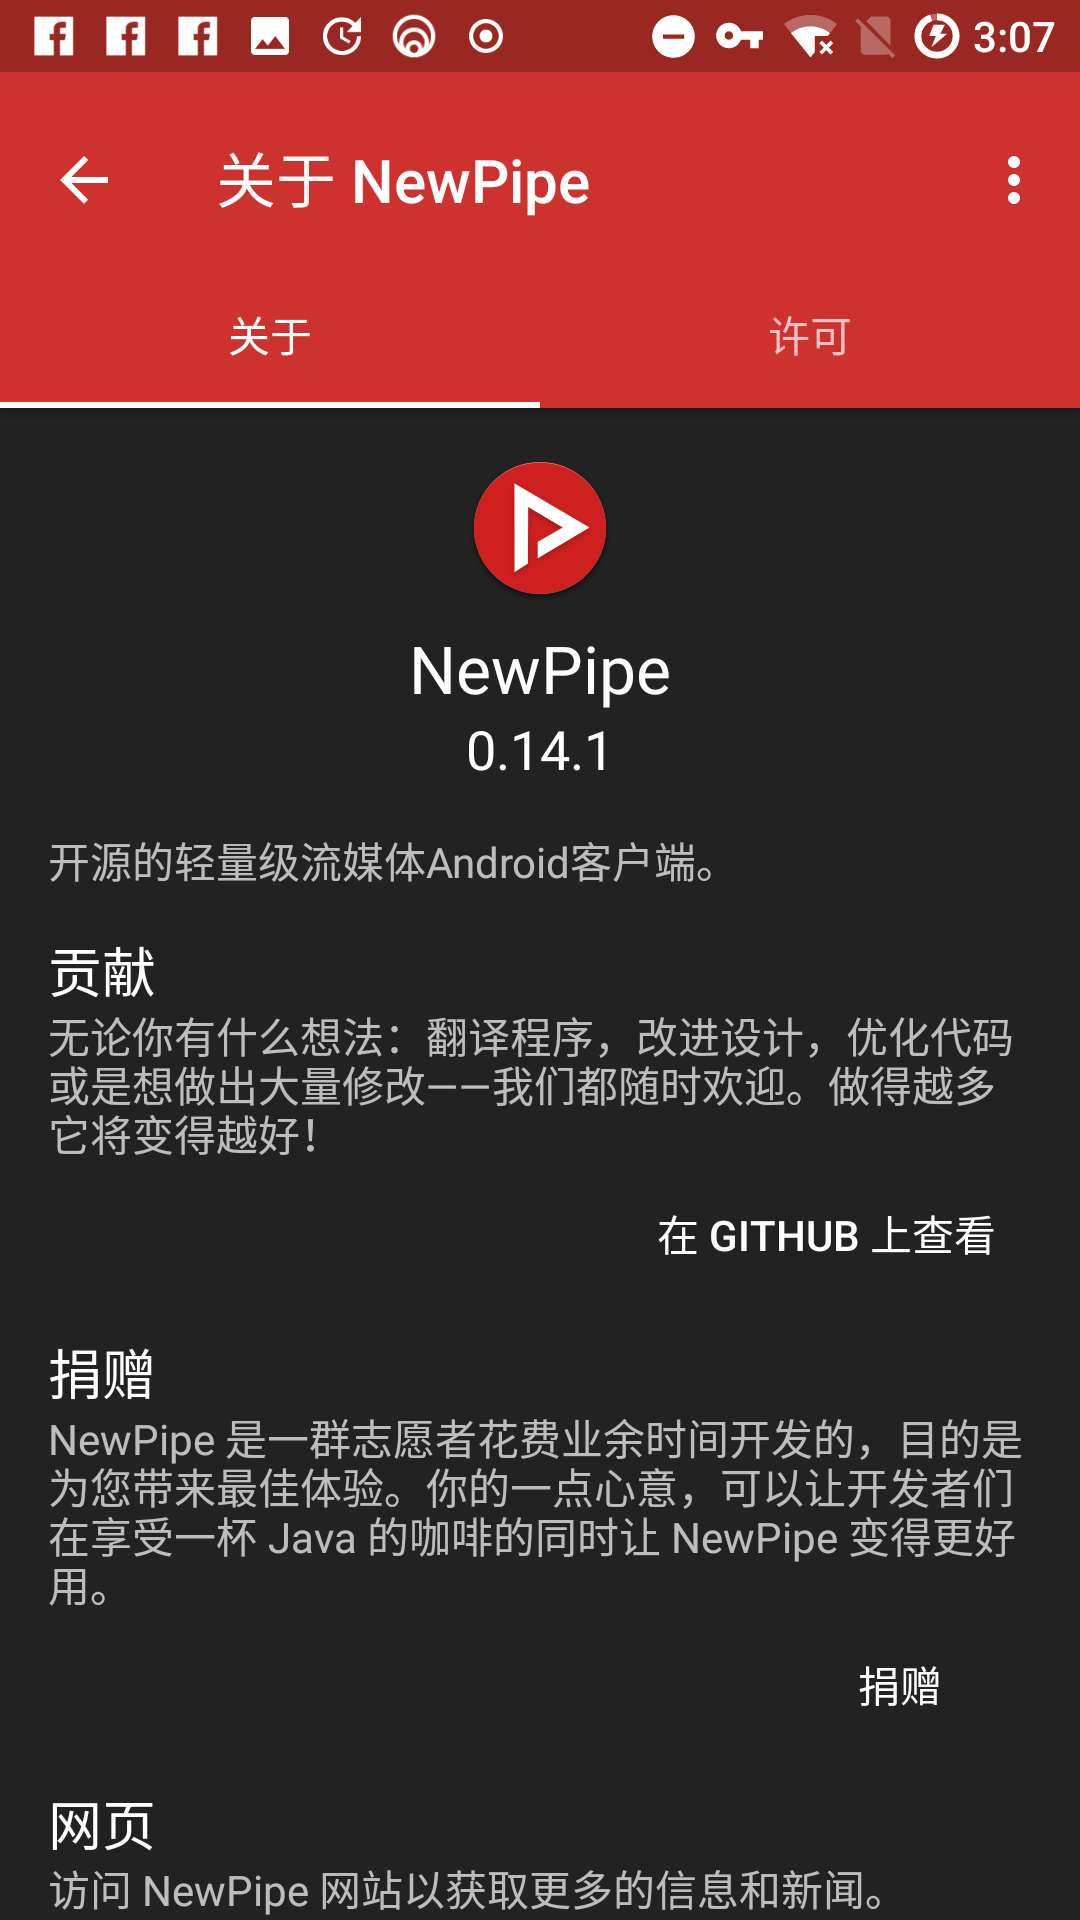 3:07
关于 NewPipe
关于
许可
NewPipe
0.14.1
开源的轻量级流媒体Android客户端。
贡献
无论你有什么想法：翻译程序，改进设计，优化代码
或是想做出大量修改——我们都随时欢迎。做得越多
它将变得越好！
在 GITHUB 上查看
捐赠
NewPipe 是一群志愿者花费业余时间开发的，目的是
为您带来最佳体验。你的一点心意，可以让开发者们
在享受一杯 Java 的咖啡的同时让 NewPipe 变得更好
用。
捐赠
网页
访问 NewPipe 网站以获取更多的信息和新闻。